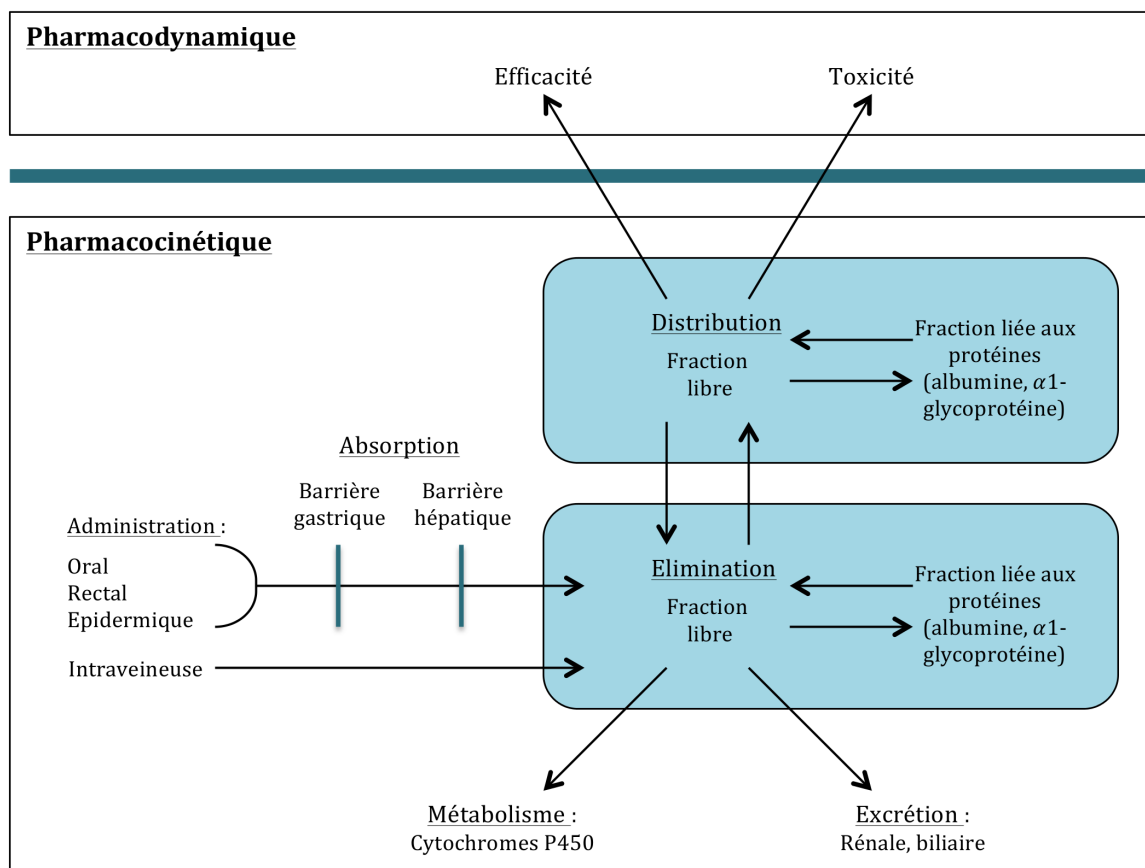 Pharmacodynamique
Efficacité
Toxicité
Pharmacocinétique
Distribution
Fraction
libre
Fraction liée aux
protéines
(albumine, α1-
glycoprotéine)
Absorption
Barrière
gastrique
Barrière
hépatique
Administration :
Oral
Rectal
Epidermique
Intraveineuse
Elimination
Fraction
libre
Fraction liée aux
protéines
(albumine, α1-
glycoprotéine)
Métabolisme :
Cytochromes P450
Excrétion :
Rénale, biliaire